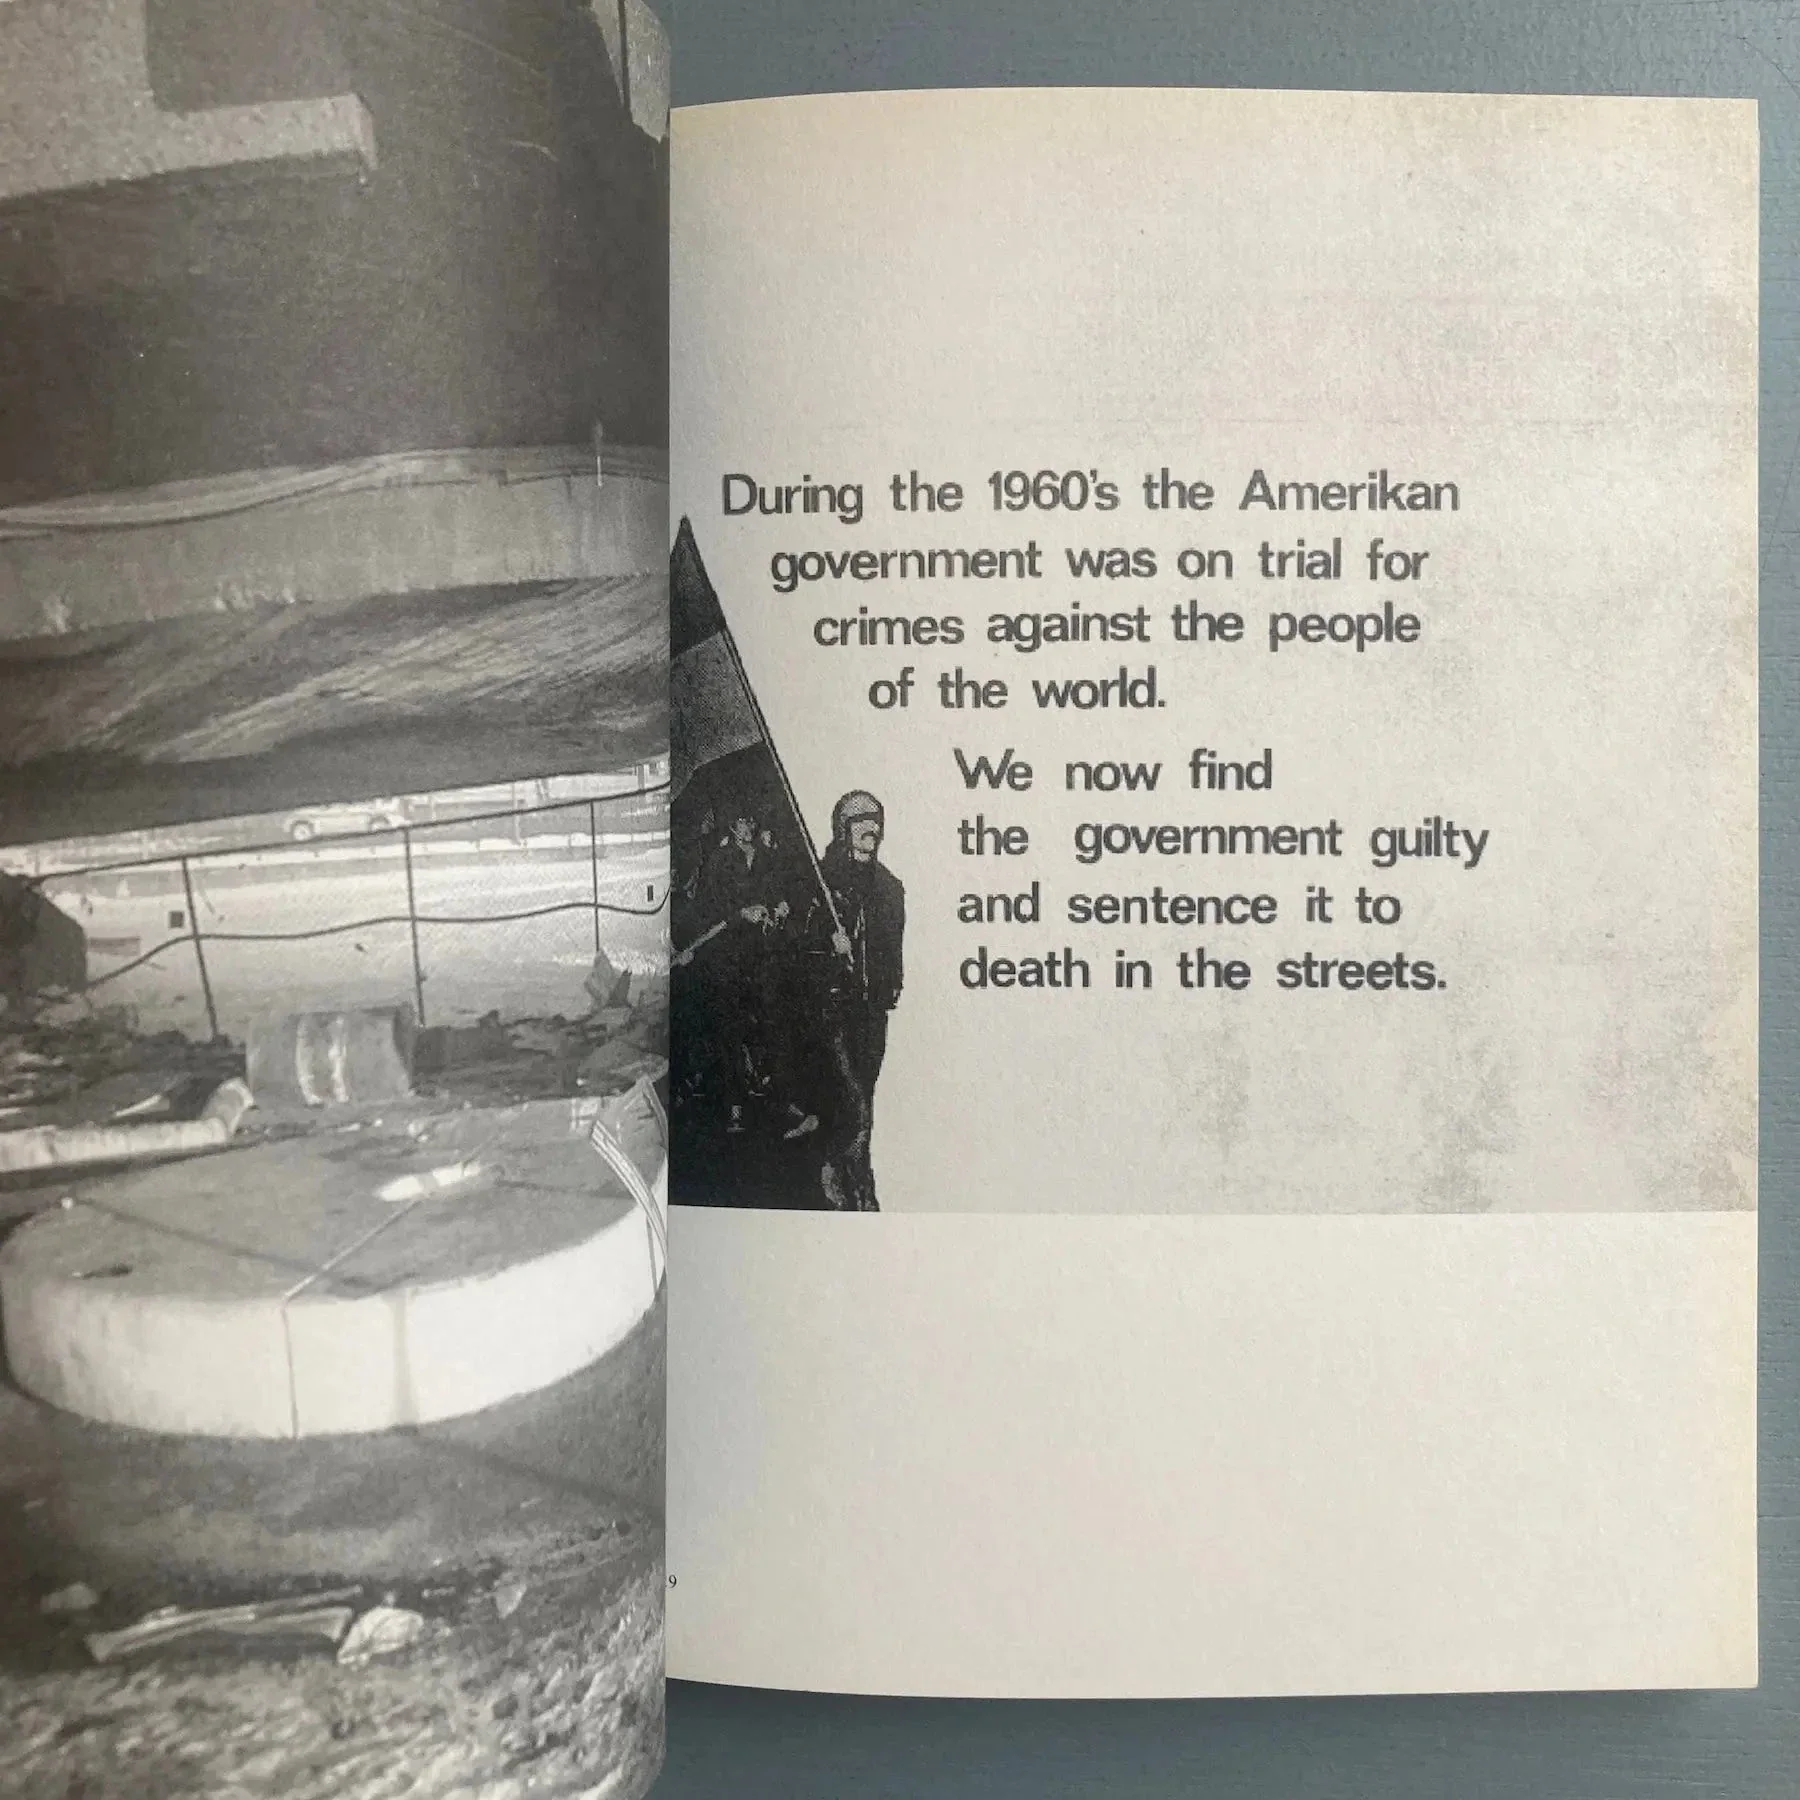 During the 1960's the Amerikan
government was on trial for
crimes against the people
of the world.
We now find
the government guilty
and sentence it to
death in the streets.
9